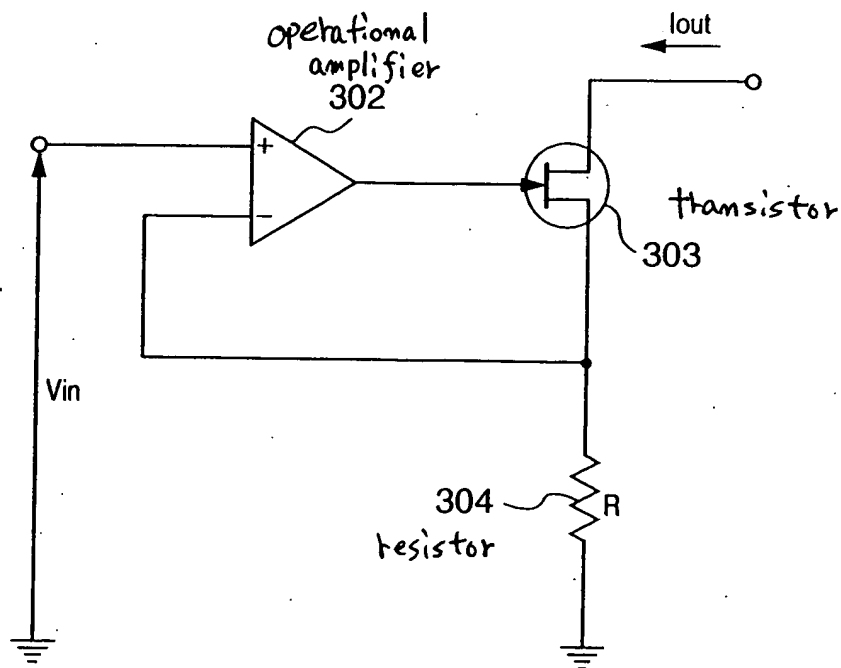 operational
amplifier
302
Iout
+
−
transistor
303
Vin
304
R
resistor